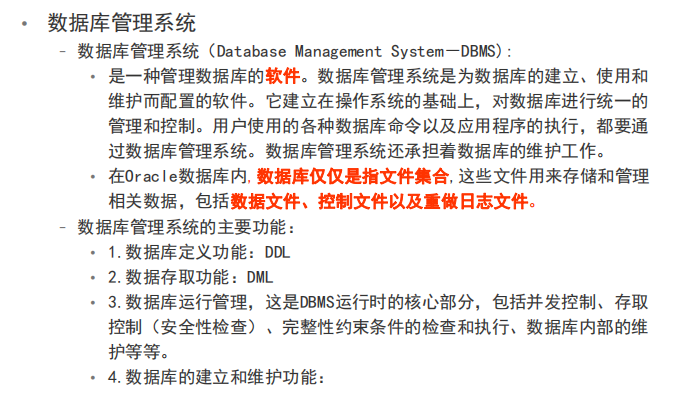 • 数据库管理系统
– 数据库管理系统（Database Management System－DBMS）:
• 是一种管理数据库的软件。数据库管理系统是为数据库的建立、使用和
维护而配置的软件。它建立在操作系统的基础上，对数据库进行统一的
管理和控制。用户使用的各种数据库命令以及应用程序的执行，都要通
过数据库管理系统。数据库管理系统还承担着数据库的维护工作。
• 在Oracle数据库内,数据库仅仅是指文件集合,这些文件用来存储和管理
相关数据，包括数据文件、控制文件以及重做日志文件。
– 数据库管理系统的主要功能：
• 1.数据库定义功能：DDL
• 2.数据存取功能：DML
• 3.数据库运行管理，这是DBMS运行时的核心部分，包括并发控制、存取
控制（安全性检查）、完整性约束条件的检查和执行、数据库内部的维
护等等。
• 4.数据库的建立和维护功能：